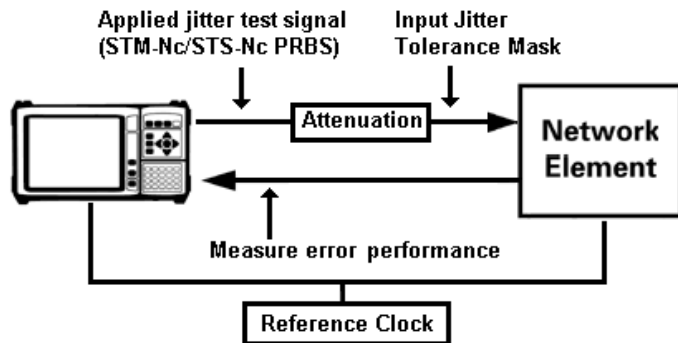 Applied jitter test signal
(STM-Nc/STS-Nc PRBS)
Input Jitter
Tolerance Mask
Attenuation
Network
Element
Measure error performance
Reference Clock